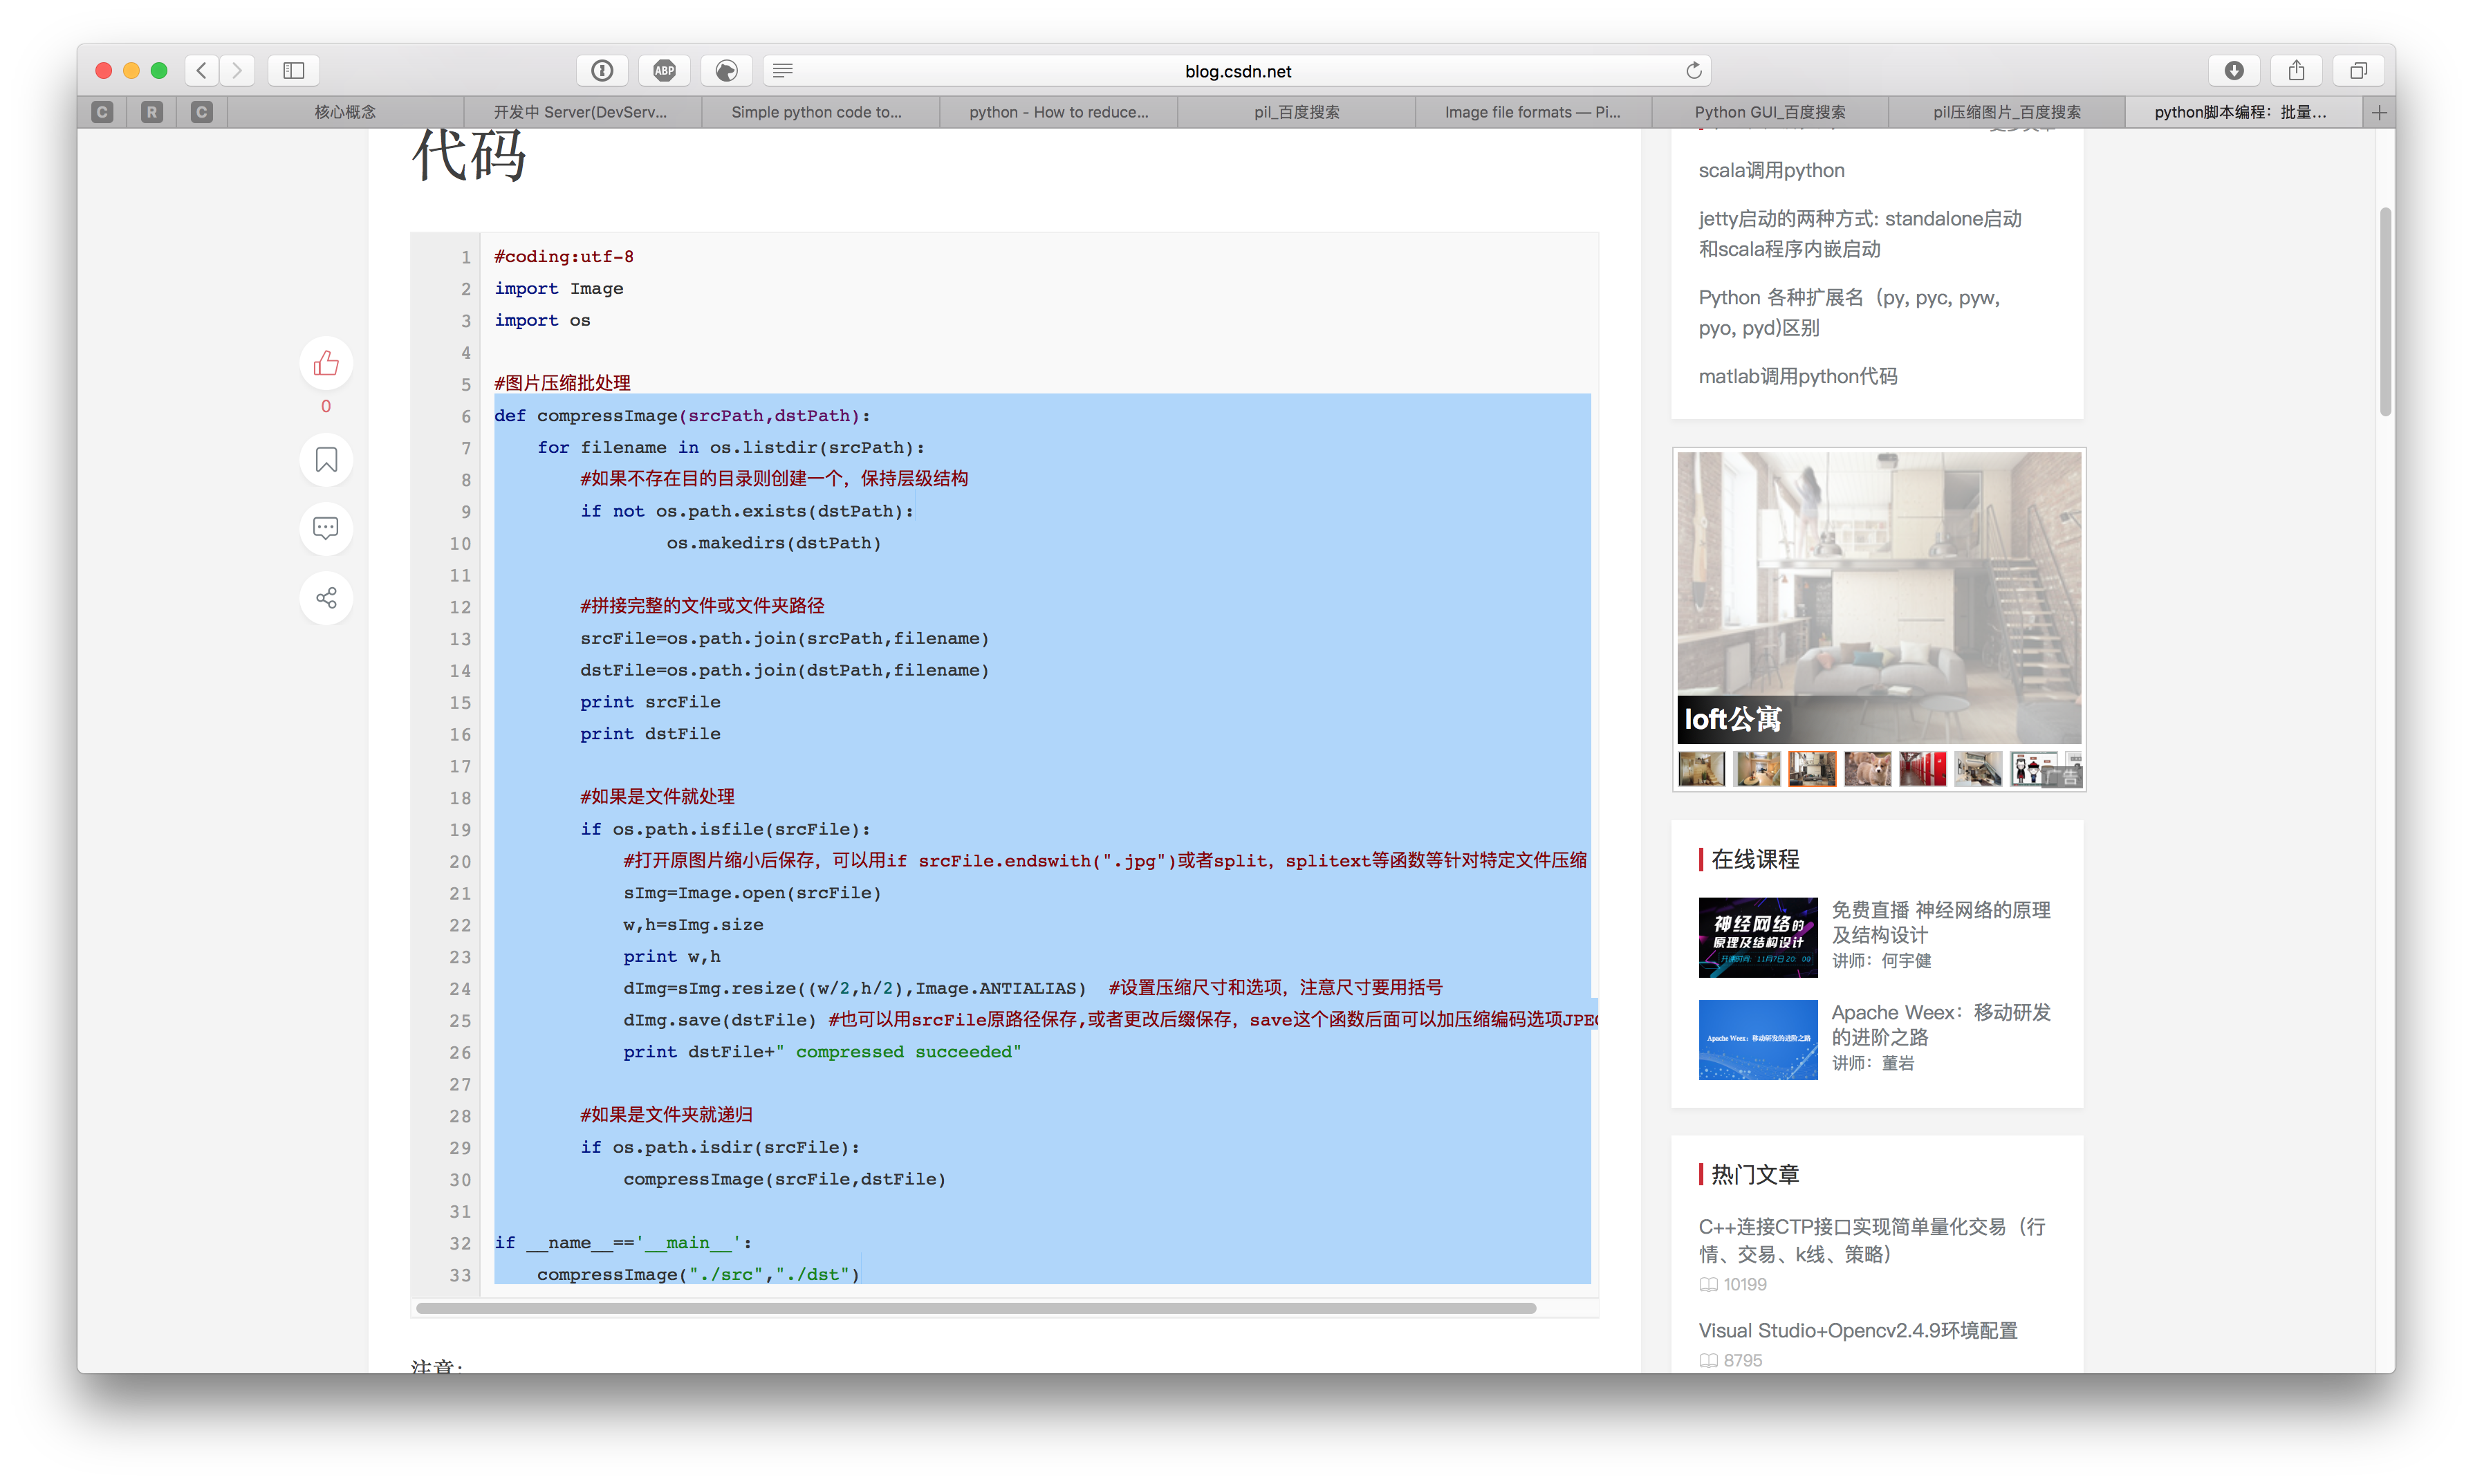 ABP
blog.csdn.net
C
R
C
核心概念
开发中 Server(DevServ...
Simple python code to...
python - How to reduce...
pil_百度搜索
Image file formats — Pi...
Python GUI_百度搜索
pil压缩图片_百度搜索
python脚本编程：批量...
代码
1 #coding:utf-8
2 import Image
3 import os
4
5 #图片压缩批处理
6 def compressImage(srcPath,dstPath):
7     for filename in os.listdir(srcPath):
8         #如果不存在目的目录则创建一个，保持层级结构
9         if not os.path.exists(dstPath):
10                 os.makedirs(dstPath)
11
12         #拼接完整的文件或文件夹路径
13         srcFile=os.path.join(srcPath,filename)
14         dstFile=os.path.join(dstPath,filename)
15         print srcFile
16         print dstFile
17
18         #如果是文件就处理
19         if os.path.isfile(srcFile):
20             #打开原图片缩小后保存，可以用if srcFile.endswith(".jpg")或者split，splitext等函数等针对特定文件压缩
21             sImg=Image.open(srcFile)
22             w,h=sImg.size
23             print w,h
24             dImg=sImg.resize((w/2,h/2),Image.ANTIALIAS)  #设置压缩尺寸和选项，注意尺寸要用括号
25             dImg.save(dstFile) #也可以用srcFile原路径保存,或者更改后缀保存，save这个函数后面可以加压缩编码选项JPEG
26             print dstFile+" compressed succeeded"
27
28         #如果是文件夹就递归
29         if os.path.isdir(srcFile):
30             compressImage(srcFile,dstFile)
31
32 if __name__=='__main__':
33     compressImage("./src","./dst")
注意：
0
scala调用python
jetty启动的两种方式: standalone启动
和scala程序内嵌启动
Python 各种扩展名（py, pyc, pyw,
pyo, pyd)区别
matlab调用python代码
loft公寓
广告
在线课程
神经网络的
原理及结构设计
开课时间：11月7日 20：00
免费直播 神经网络的原理
及结构设计
讲师：何宇健
Apache Weex：移动研发的进阶之路
Apache Weex：移动研发
的进阶之路
讲师：董岩
热门文章
C++连接CTP接口实现简单量化交易（行
情、交易、k线、策略）
10199
Visual Studio+Opencv2.4.9环境配置
8795